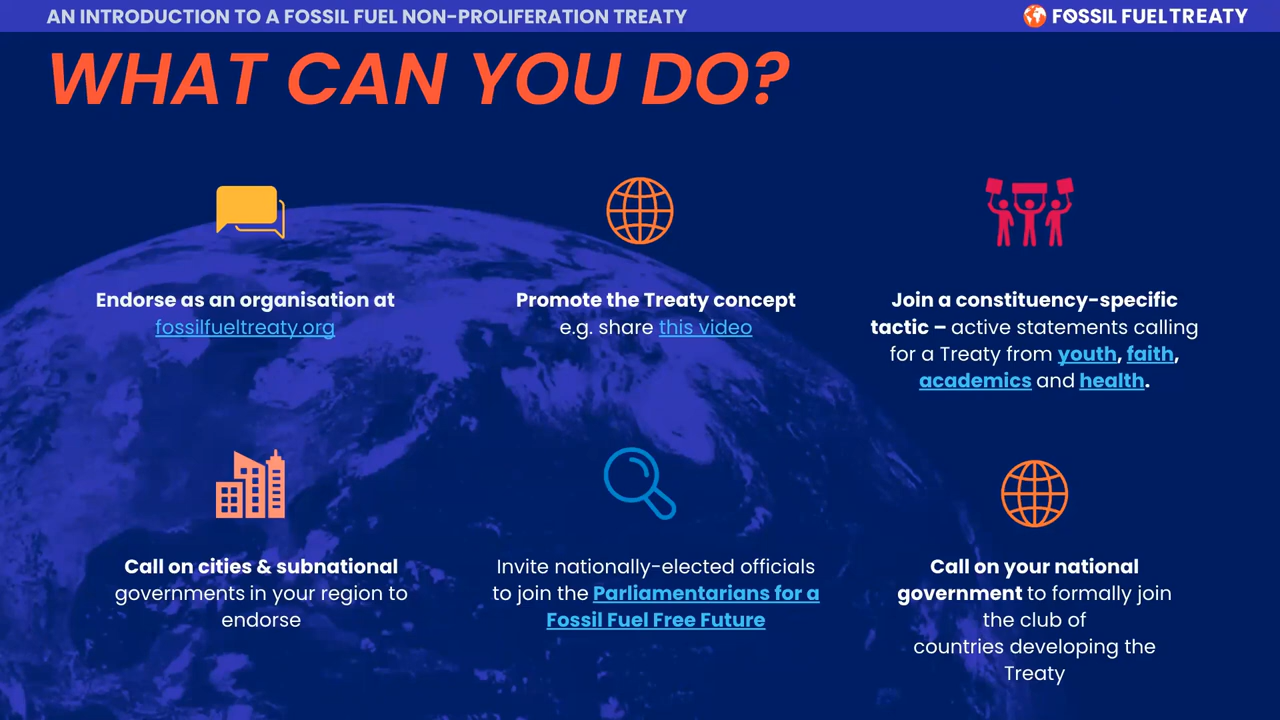 AN INTRODUCTION TO A FOSSIL FUEL NON-PROLIFERATION TREATY
FOSSIL FUEL TREATY
WHAT CAN YOU DO?
Endorse as an organisation at
fossilfueltreaty.org
Promote the Treaty concept
e.g. share this video
Join a constituency-specific
tactic – active statements calling
for a Treaty from youth, faith,
academics and health.
Call on cities & subnational
governments in your region to
endorse
Invite nationally-elected officials
to join the Parliamentarians for a
Fossil Fuel Free Future
Call on your national
government to formally join
the club of
countries developing the
Treaty